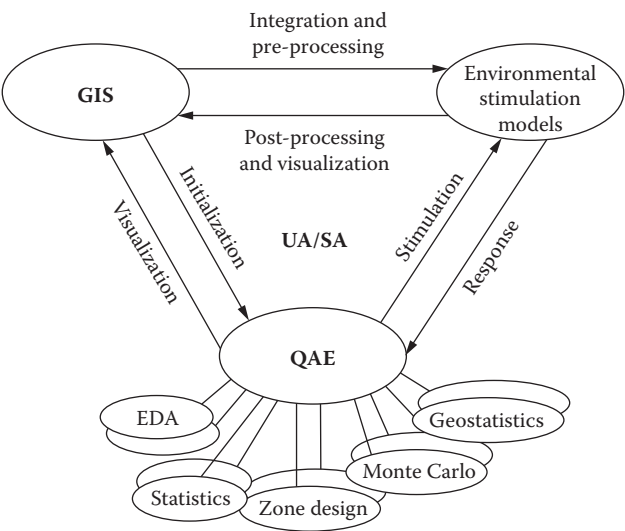 Integration and
pre-processing
GIS
Environmental
stimulation
models
Post-processing
and visualization
Initialization
Visualization
UA/SA
Stimulation
Response
QAE
EDA
Geostatistics
Monte Carlo
Statistics
Zone design